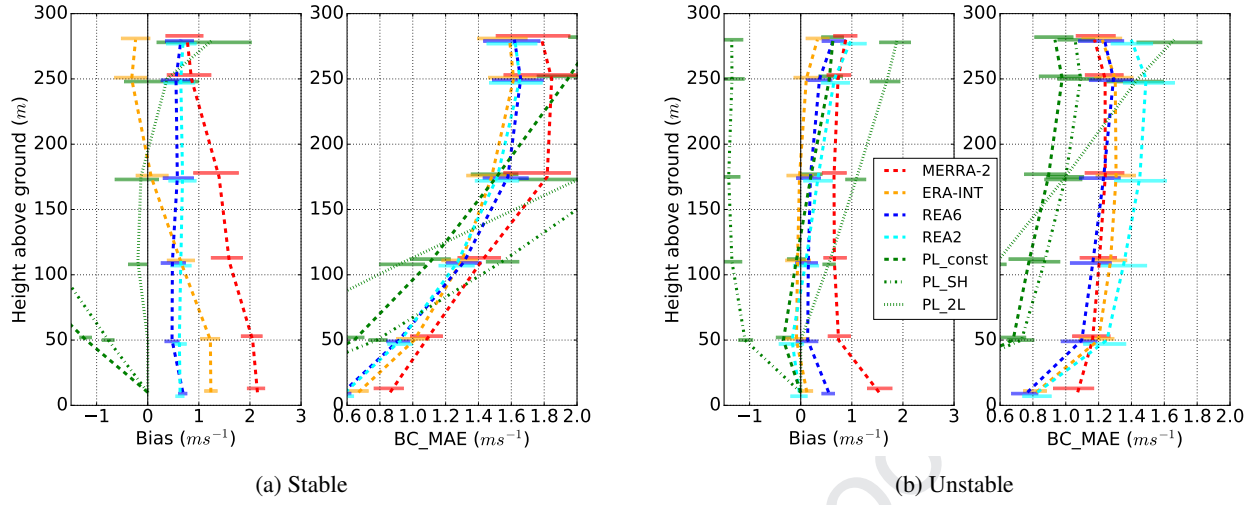 300
250
200
150
100
50
0
Height above ground (m)
−1 0 1 2 3
Bias (ms⁻¹)
300
250
200
150
100
50
0
0.6 0.8 1.0 1.2 1.4 1.6 1.8 2.0
BC_MAE (ms⁻¹)
(a) Stable
300
250
200
150
100
50
0
Height above ground (m)
−1 0 1 2 3
Bias (ms⁻¹)
300
250
200
150
50
0
0.6 0.8 1.0 1.2 1.4 1.6 1.8 2.0
BC_MAE (ms⁻¹)
MERRA-2
ERA-INT
REA6
REA2
PL_const
PL_SH
PL_2L
(b) Unstable